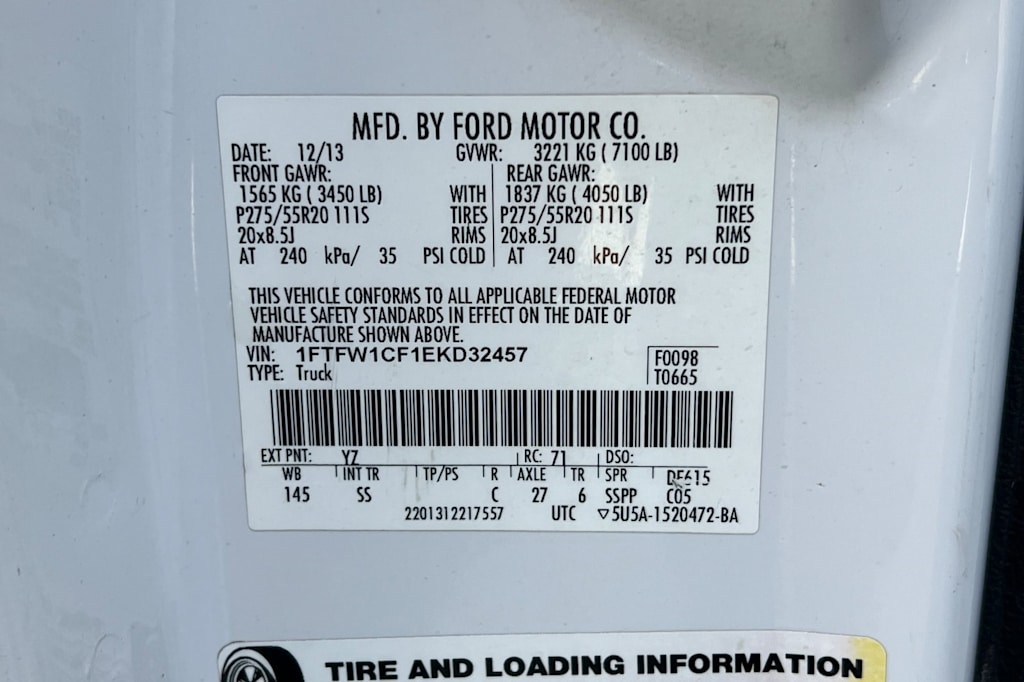 MFD. BY FORD MOTOR CO.
DATE: 12/13 GVWR: 3221 KG ( 7100 LB)
FRONT GAWR: REAR GAWR:
1565 KG ( 3450 LB) WITH 1837 KG ( 4050 LB) WITH
P275/55R20 111S TIRES P275/55R20 111S TIRES
20x8.5J RIMS 20x8.5J RIMS
AT 240 kPa/ 35 PSI COLD AT 240 kPa/ 35 PSI COLD
THIS VEHICLE CONFORMS TO ALL APPLICABLE FEDERAL MOTOR
VEHICLE SAFETY STANDARDS IN EFFECT ON THE DATE OF
MANUFACTURE SHOWN ABOVE.
VIN: 1FTFW1CF1EKD32457 F0098
TYPE: Truck T0665
EXT PNT: YZ RC: 71 DSO:
WB INT TR TP/PS R AXLE TR SPR
145 SS C 27 6 SSPP C05
2201312217557 UTC ▽5U5A-1520472-BA
TIRE AND LOADING INFORMATION